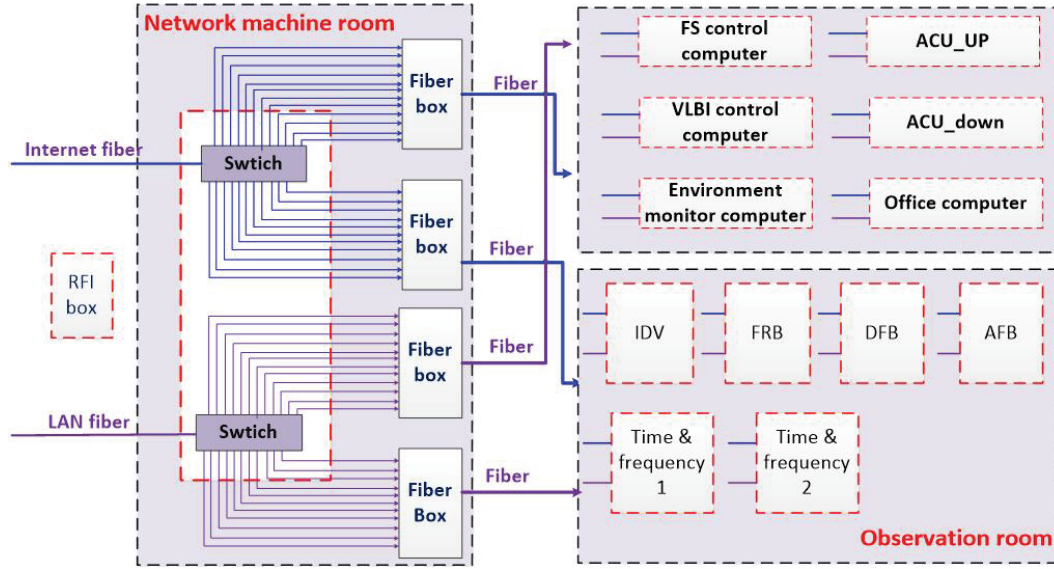 Network machine room
Internet fiber
Swtich
Fiber
box
Fiber
box
RFI
box
LAN fiber
Swtich
Fiber
box
Fiber
Box
Fiber
Fiber
Fiber
Fiber
FS control
computer
ACU_UP
VLBI control
computer
ACU_down
Environment
monitor computer
Office computer
IDV
FRB
DFB
AFB
Time &
frequency
1
Time &
frequency
2
Observation room